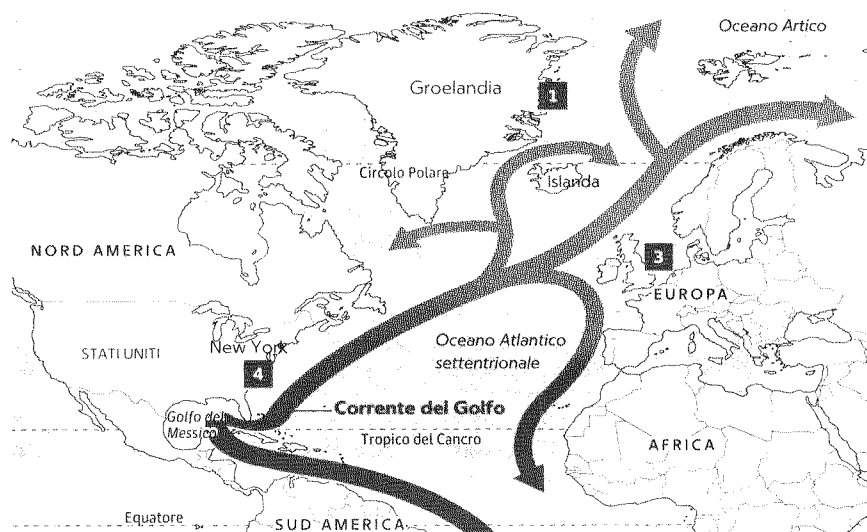 Oceano Artico
Groelandia
1
Circolo Polare
Islanda
NORD AMERICA
3
EUROPA
Oceano Atlantico
settentrionale
STATI UNITI
New York
4
Corrente del Golfo
Golfo del
Messico
Tropico del Cancro
AFRICA
Equatore
SUD AMERICA